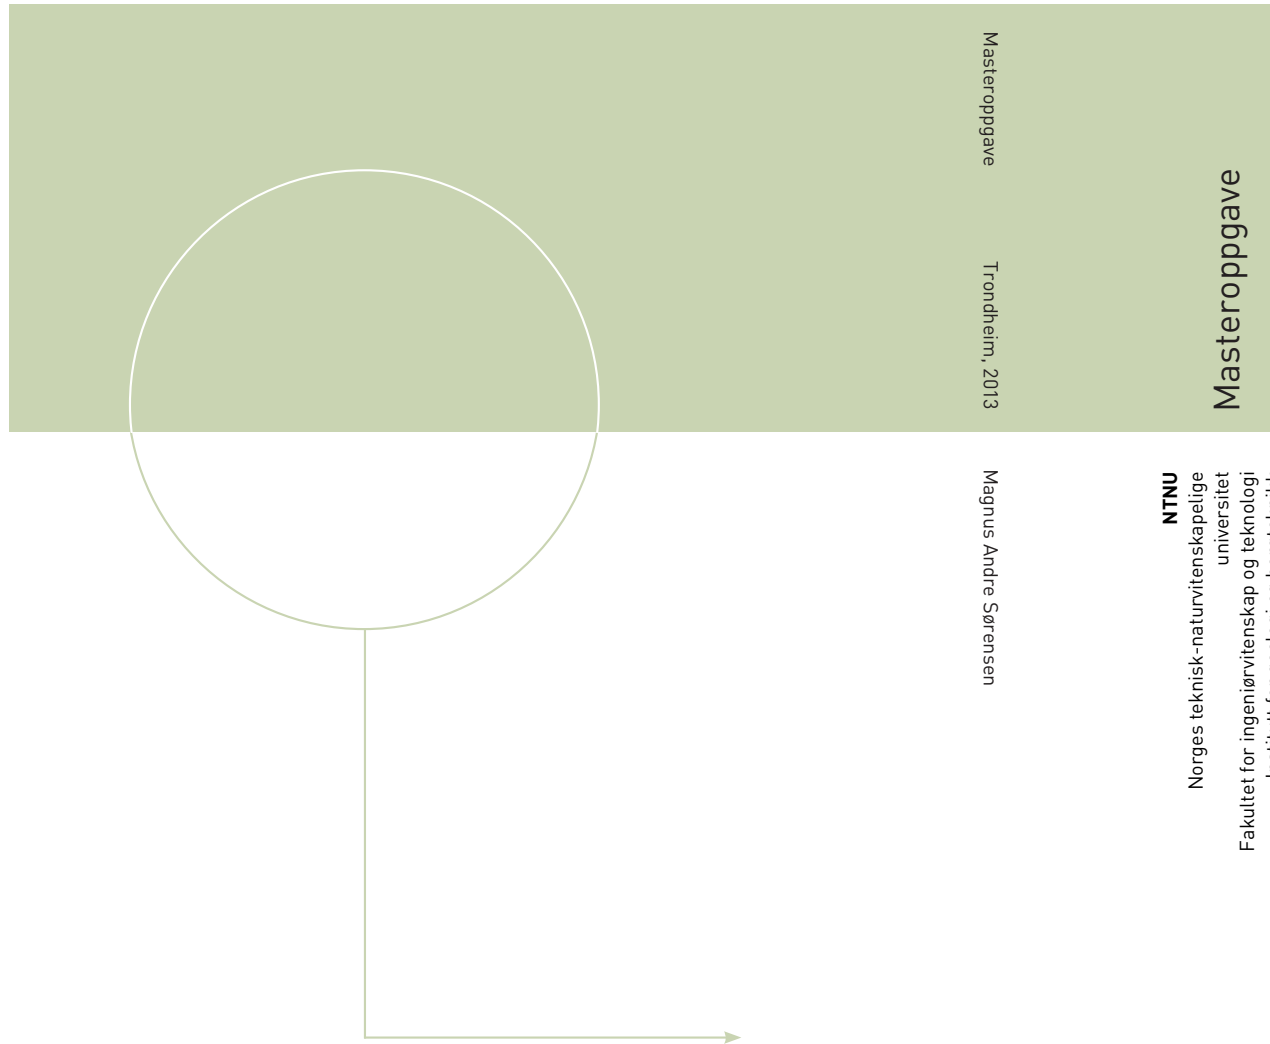 Masteroppgave
Trondheim, 2013
Magnus Andre Sørensen
Masteroppgave
NTNU
Norges teknisk-naturvitenskapelige
universitet
Fakultet for ingeniørvitenskap og teknologi